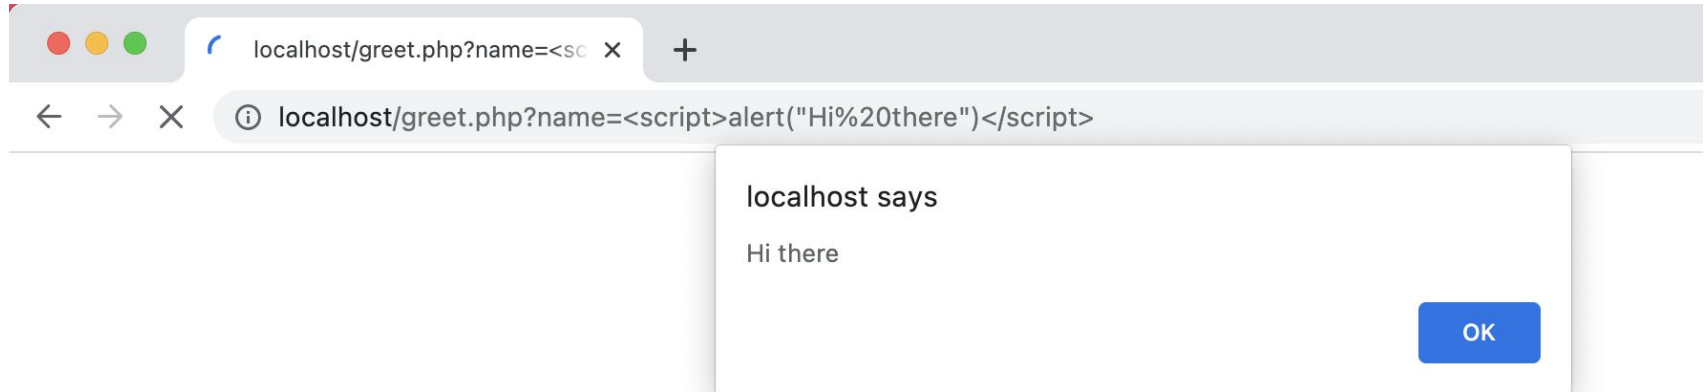 localhost/greet.php?name=<sc
localhost/greet.php?name=<script>alert("Hi%20there")</script>
localhost says
Hi there
OK